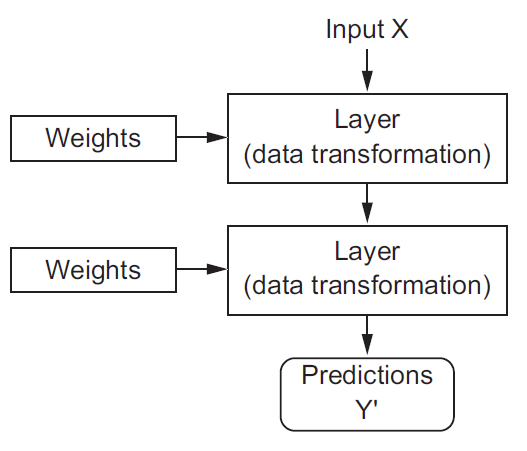 Input X
Weights
Layer
(data transformation)
Weights
Layer
(data transformation)
Predictions
Y'